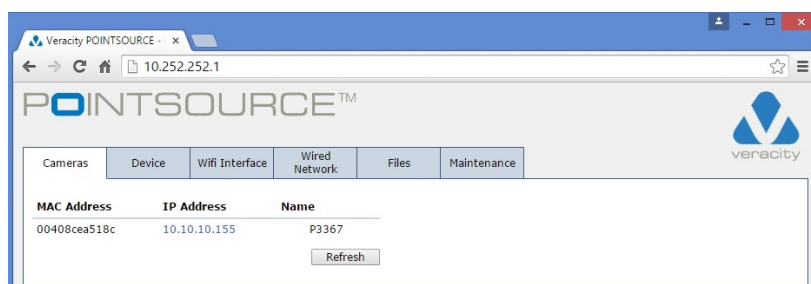 Veracity POINTSOURCE -
10.252.252.1
POINTSOURCE™
veracity
Cameras Device Wifi Interface Wired Network Files Maintenance
MAC Address IP Address Name
00408cea518c 10.10.10.155 P3367
Refresh